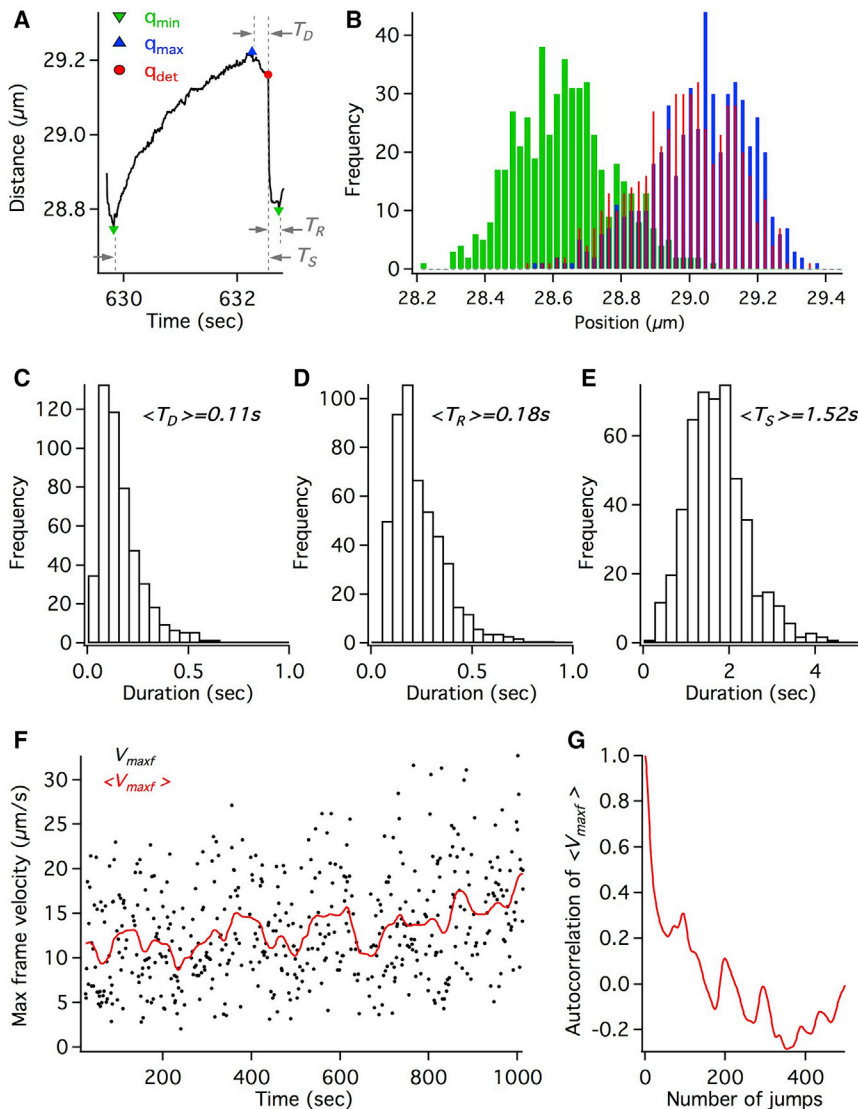 A
q_min
q_max
q_det
T_D
T_R
T_S
29.2
29.0
28.8
Distance (µm)
630
632
Time (sec)
B
40
30
20
10
0
Frequency
28.2
28.4
28.6
28.8
29.0
29.2
29.4
Position (µm)
C
<T_D>=0.11s
120
100
80
60
40
20
0
Frequency
0.0
0.5
1.0
Duration (sec)
D
<T_R>=0.18s
100
80
60
40
20
0
Frequency
0.0
0.5
1.0
Duration (sec)
E
<T_S>=1.52s
60
40
20
0
Frequency
0
2
4
Duration (sec)
F
V_maxf
<V_maxf>
30
25
20
15
10
5
0
Max frame velocity (µm/s)
200
400
600
800
1000
Time (sec)
G
1.0
0.8
0.6
0.4
0.2
0.0
-0.2
Autocorrelation of <V_maxf>
0
200
400
Number of jumps